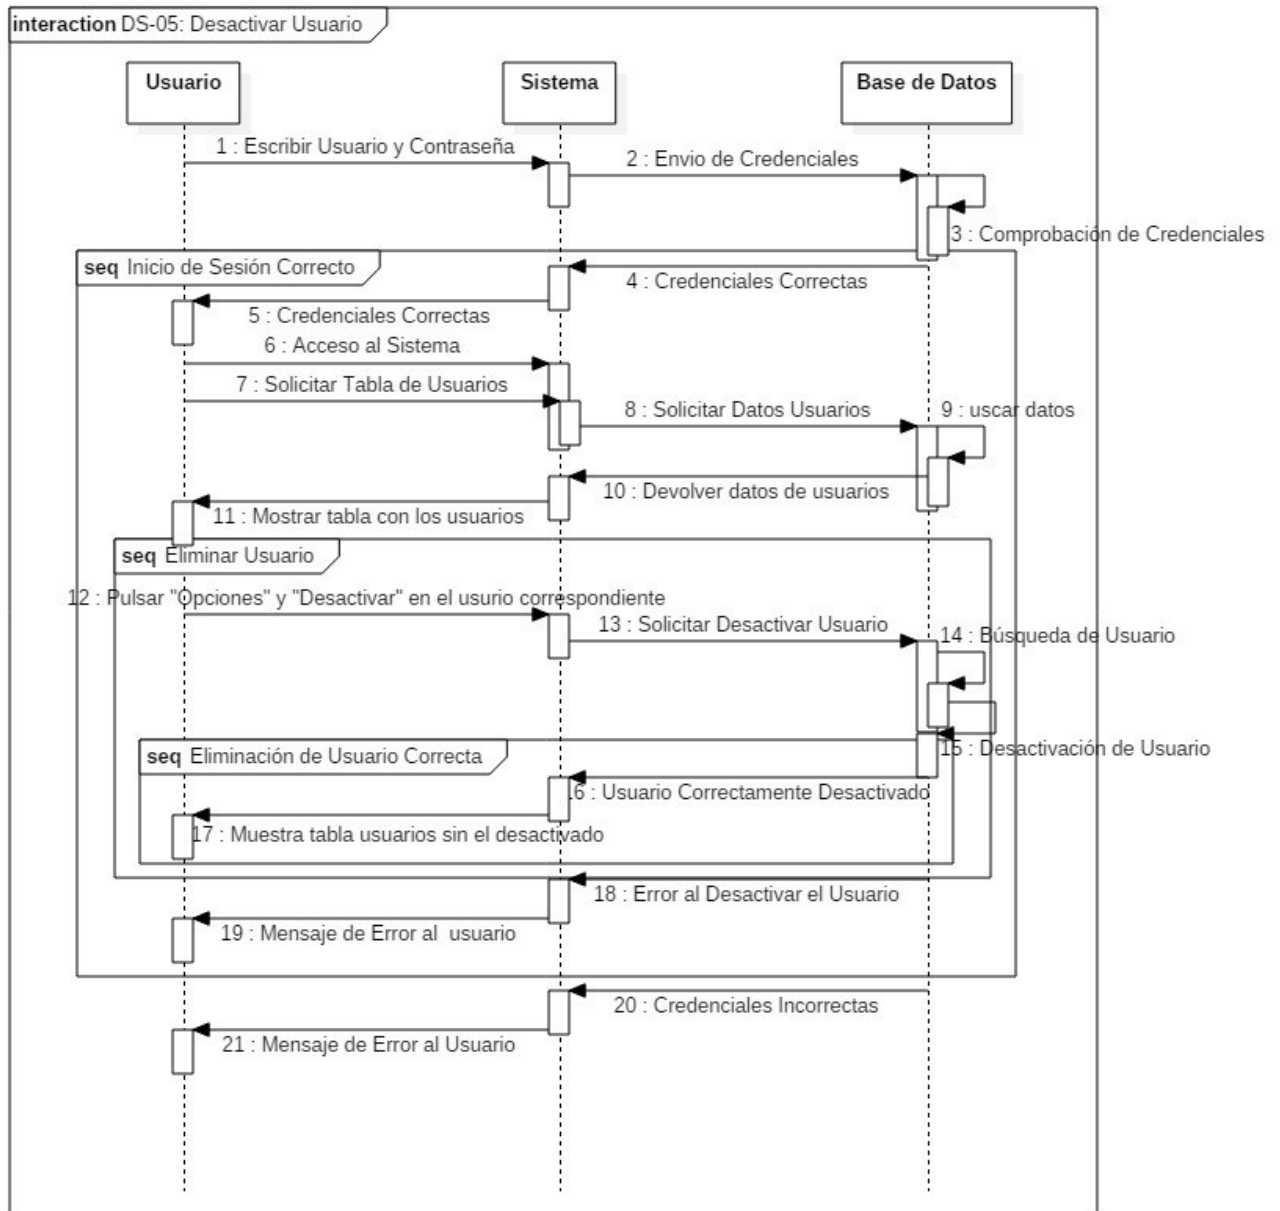 interaction DS-05: Desactivar Usuario
Usuario
Sistema
Base de Datos
1 : Escribir Usuario y Contraseña
2 : Envio de Credenciales
3 : Comprobación de Credenciales
seq Inicio de Sesión Correcto
4 : Credenciales Correctas
5 : Credenciales Correctas
6 : Acceso al Sistema
7 : Solicitar Tabla de Usuarios
8 : Solicitar Datos Usuarios
9 : uscar datos
10 : Devolver datos de usuarios
11 : Mostrar tabla con los usuarios
seq Eliminar Usuario
12 : Pulsar "Opciones" y "Desactivar" en el usurio correspondiente
13 : Solicitar Desactivar Usuario
14 : Búsqueda de Usuario
seq Eliminación de Usuario Correcta
15 : Desactivación de Usuario
16 : Usuario Correctamente Desactivado
17 : Muestra tabla usuarios sin el desactivado
18 : Error al Desactivar el Usuario
19 : Mensaje de Error al  usuario
20 : Credenciales Incorrectas
21 : Mensaje de Error al Usuario